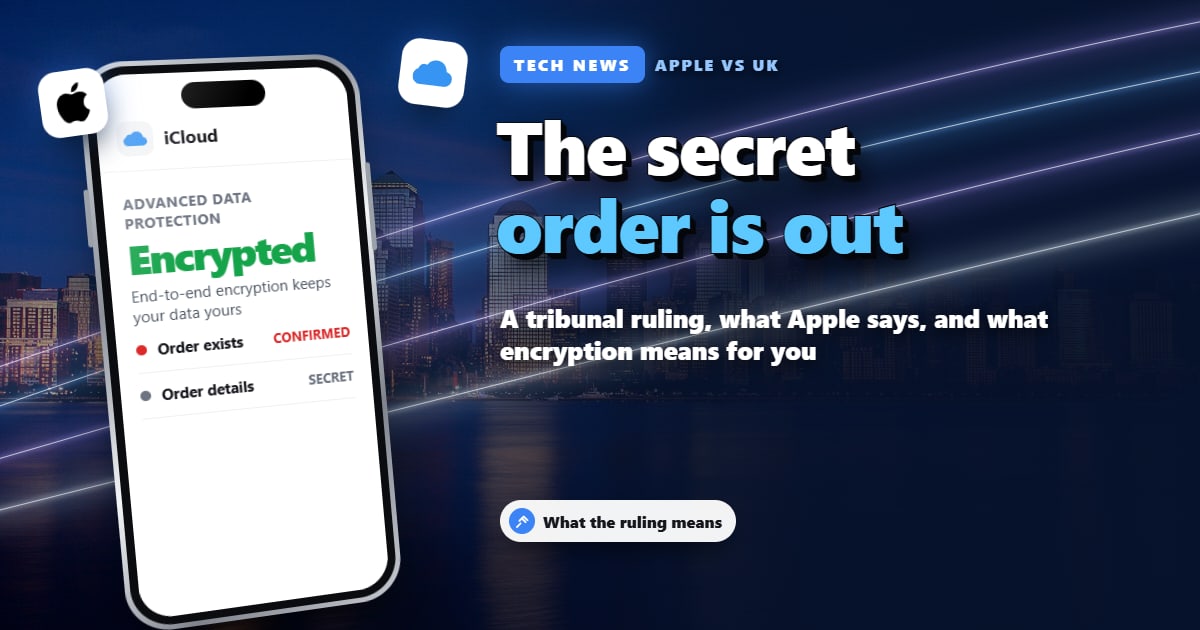 TECH NEWS
APPLE VS UK
The secret
order is out
A tribunal ruling, what Apple says, and what
encryption means for you
What the ruling means
iCloud
ADVANCED DATA
PROTECTION
Encrypted
End-to-end encryption keeps
your data yours
Order exists
CONFIRMED
Order details
SECRET